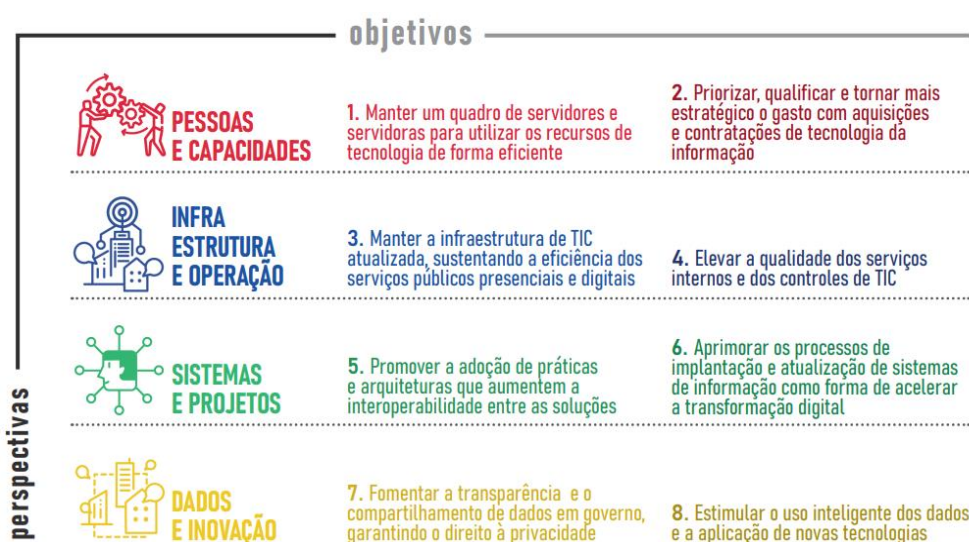 objetivos
PESSOAS
E CAPACIDADES
1. Manter um quadro de servidores e
servidoras para utilizar os recursos de
tecnologia de forma eficiente
2. Priorizar, qualificar e tornar mais
estratégico o gasto com aquisições
e contratações de tecnologia da
informação
INFRA
ESTRUTURA
E OPERAÇÃO
3. Manter a infraestrutura de TIC
atualizada, sustentando a eficiência dos
serviços públicos presenciais e digitais
4. Elevar a qualidade dos serviços
internos e dos controles de TIC
SISTEMAS
E PROJETOS
5. Promover a adoção de práticas
e arquiteturas que aumentem a
interoperabilidade entre as soluções
6. Aprimorar os processos de
implantação e atualização de sistemas
de informação como forma de acelerar
a transformação digital
DADOS
E INOVAÇÃO
7. Fomentar a transparência e o
compartilhamento de dados em governo,
garantindo o direito à privacidade
8. Estimular o uso inteligente dos dados
e a aplicação de novas tecnologias
perspectivas